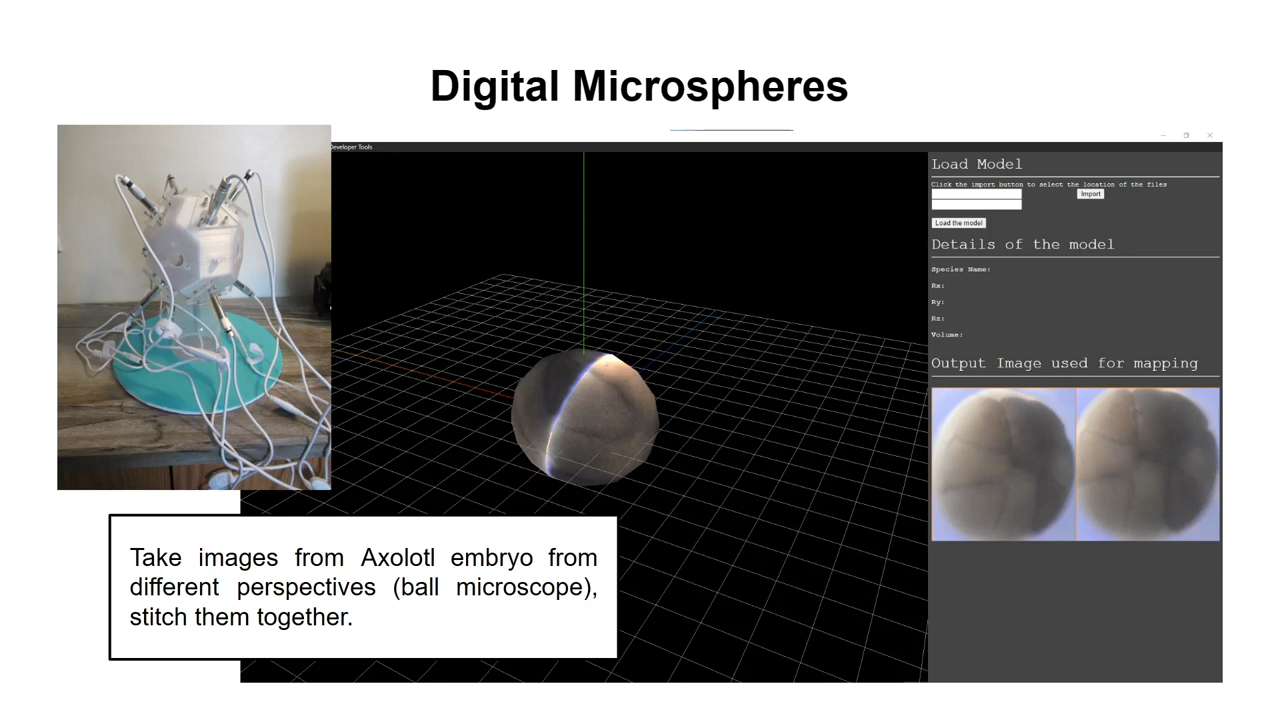 Digital Microspheres
Developer Tools
Load Model
Click the import button to select the location of the files
Import
Load the model
Details of the model
Species Name:
Rx:
Ry:
Rz:
Volume:
Output Image used for mapping
Take images from Axolotl embryo from
different perspectives (ball microscope),
stitch them together.